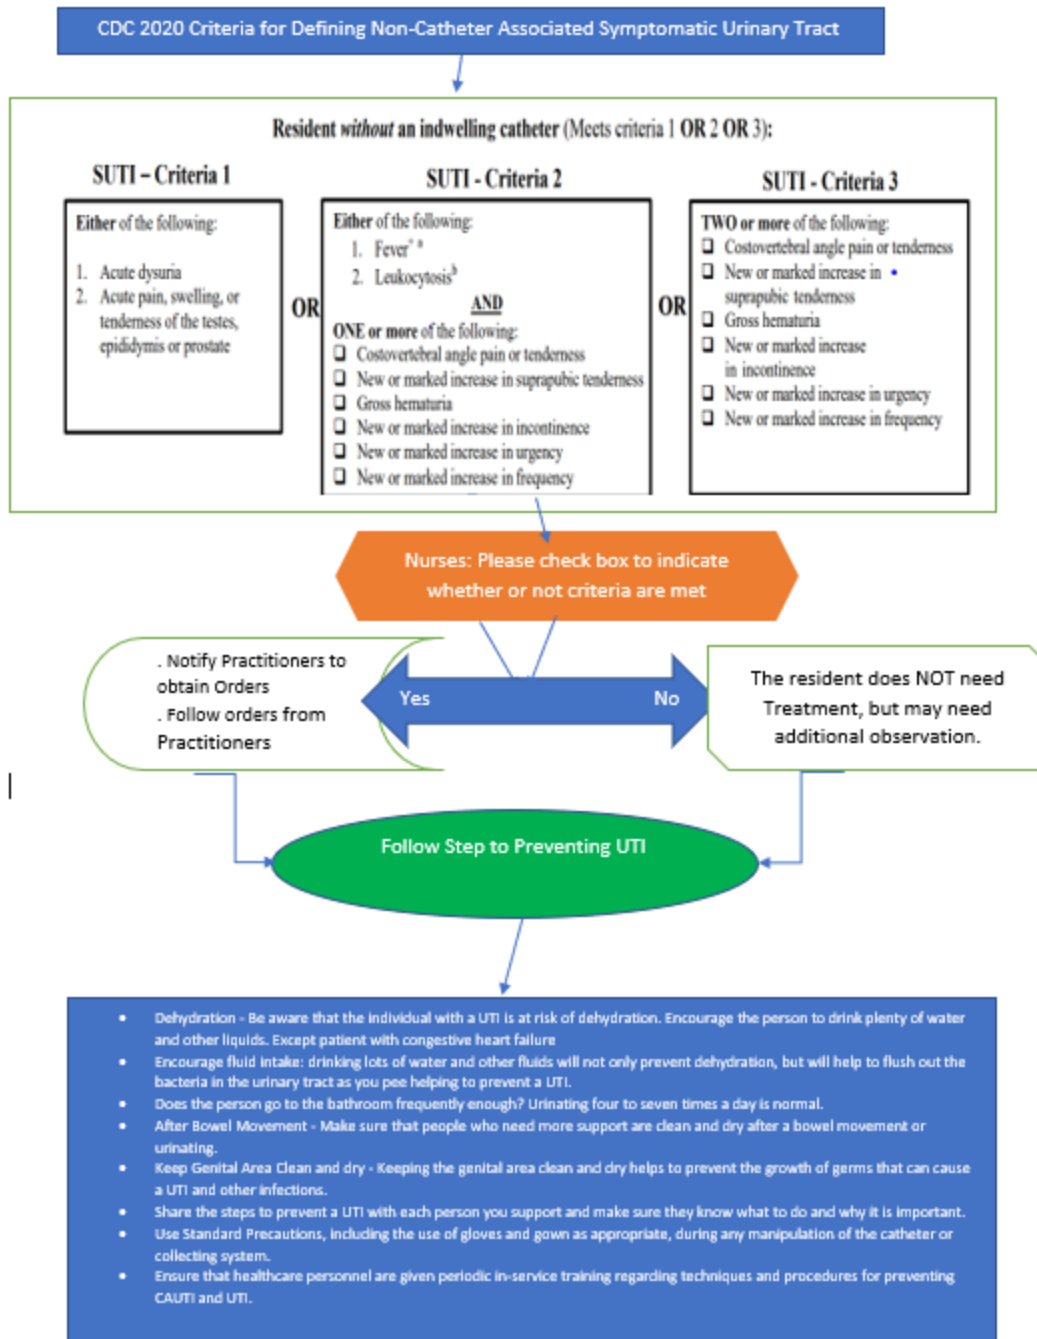 CDC 2020 Criteria for Defining Non-Catheter Associated Symptomatic Urinary Tract
Resident without an indwelling catheter (Meets criteria 1 OR 2 OR 3):
SUTI – Criteria 1
Either of the following:
1. Acute dysuria
2. Acute pain, swelling, or
tenderness of the testes,
epididymis or prostate
OR
SUTI - Criteria 2
Either of the following:
1. Fever⁺ ᵃ
2. Leukocytosisᵇ
AND
ONE or more of the following:
❑ Costovertebral angle pain or tenderness
❑ New or marked increase in suprapubic tenderness
❑ Gross hematuria
❑ New or marked increase in incontinence
❑ New or marked increase in urgency
❑ New or marked increase in frequency
OR
SUTI - Criteria 3
TWO or more of the following:
❑ Costovertebral angle pain or tenderness
❑ New or marked increase in
suprapubic tenderness
❑ Gross hematuria
❑ New or marked increase
in incontinence
❑ New or marked increase in urgency
❑ New or marked increase in frequency
Nurses: Please check box to indicate
whether or not criteria are met
. Notify Practitioners to
obtain Orders
. Follow orders from
Practitioners
Yes
No
The resident does NOT need
Treatment, but may need
additional observation.
Follow Step to Preventing UTI
• Dehydration - Be aware that the individual with a UTI is at risk of dehydration. Encourage the person to drink plenty of water
and other liquids. Except patient with congestive heart failure
• Encourage fluid intake: drinking lots of water and other fluids will not only prevent dehydration, but will help to flush out the
bacteria in the urinary tract as you pee helping to prevent a UTI.
• Does the person go to the bathroom frequently enough? Urinating four to seven times a day is normal.
• After Bowel Movement - Make sure that people who need more support are clean and dry after a bowel movement or
urinating.
• Keep Genital Area Clean and dry - Keeping the genital area clean and dry helps to prevent the growth of germs that can cause
a UTI and other infections.
• Share the steps to prevent a UTI with each person you support and make sure they know what to do and why it is important.
• Use Standard Precautions, including the use of gloves and gown as appropriate, during any manipulation of the catheter or
collecting system.
• Ensure that healthcare personnel are given periodic in-service training regarding techniques and procedures for preventing
CAUTI and UTI.